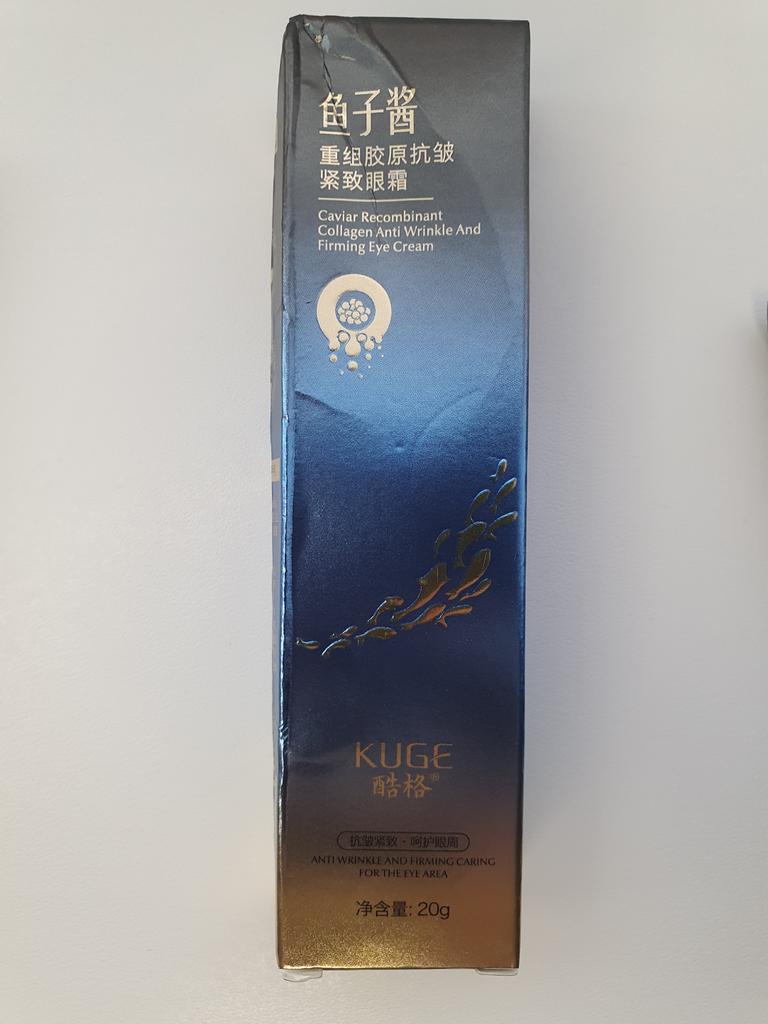 鱼子酱
重组胶原抗皱
紧致眼霜
Caviar Recombinant
Collagen Anti Wrinkle And
Firming Eye Cream
KUGE
酷格®
抗皱紧致·呵护眼周
ANTI WRINKLE AND FIRMING CARING
FOR THE EYE AREA
净含量: 20g